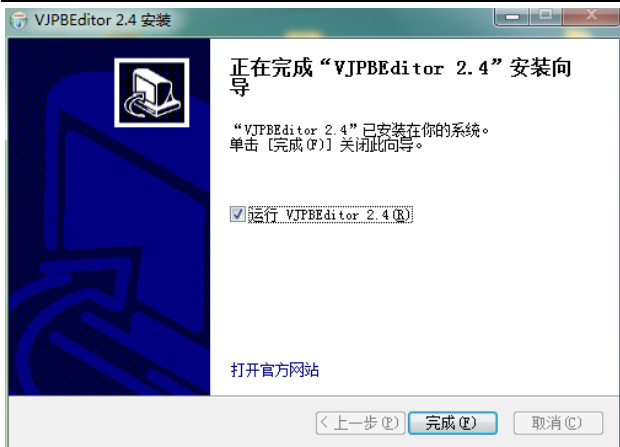 VJPBEditor 2.4 安装
正在完成“VJPBEditor 2.4”安装向
导
“VJPBEditor 2.4”已安装在你的系统。
单击 [完成(F)] 关闭此向导。
运行 VJPBEditor 2.4(R)
打开官方网站
< 上一步(P) 完成(F) 取消(C)